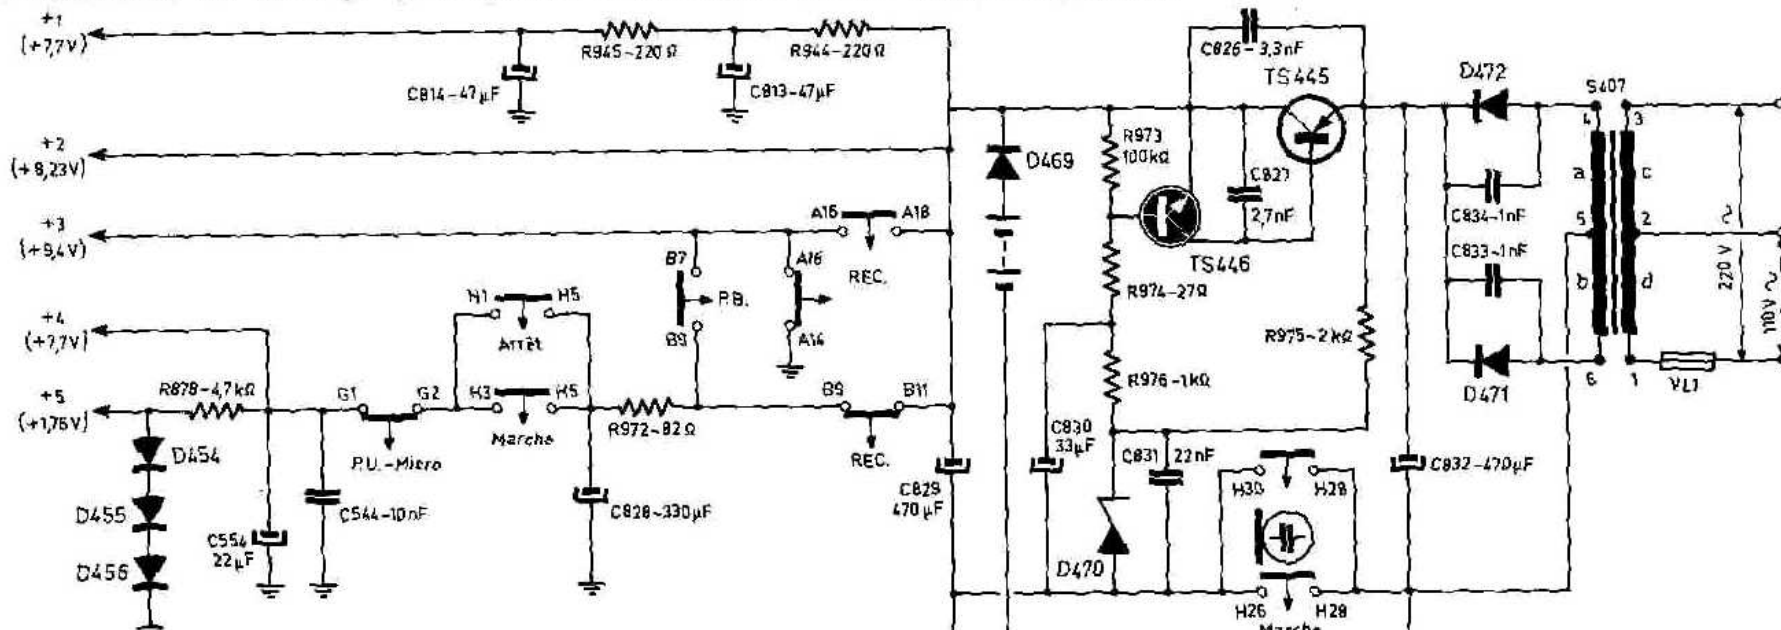 +1
(+7,7V)
R945-220Ω
R944-220Ω
C814-47µF
C813-47µF
C826-3,3nF
TS445
D472
S407
4
3
+2
(+8,23V)
D469
R973
100kΩ
C827
2,7nF
a
c
C834-1nF
+3
(+9,4V)
A15
A18
REC.
TS446
5
2
C833-1nF
220 V ~
110V ~
B7
P.B.
B9
A16
A14
R974-27Ω
b
d
+4
(+7,7V)
H1
H5
Arrêt
R975-2kΩ
R976-1kΩ
D471
6
1
VL1
+5
(+1,76V)
R878-4,7kΩ
G1
G2
P.U.-Micro
H3
H5
Marche
R972-82Ω
B9
B11
REC.
D454
D455
D456
C554
22µF
C544-10nF
C828-330µF
C829
470µF
C830
33µF
C831
22nF
D470
H30
H28
C832-470µF
H26
H28
Marche